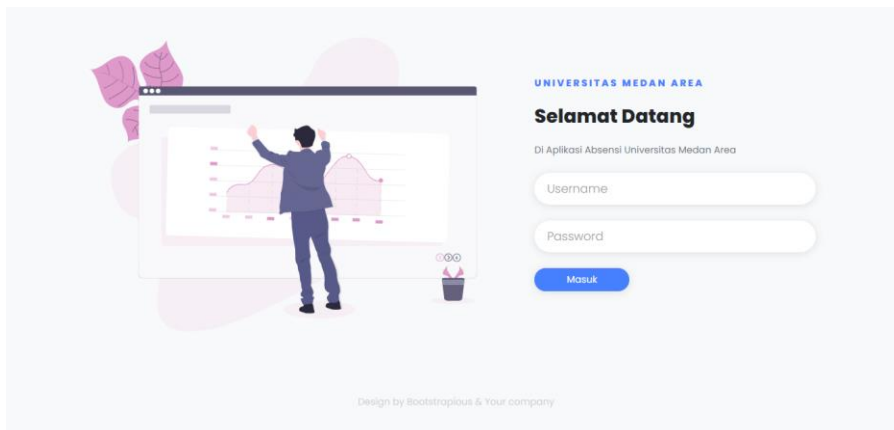 UNIVERSITAS MEDAN AREA
Selamat Datang
Di Aplikasi Absensi Universitas Medan Area
Username
Password
Masuk
Design by Bootstrapious & Your company